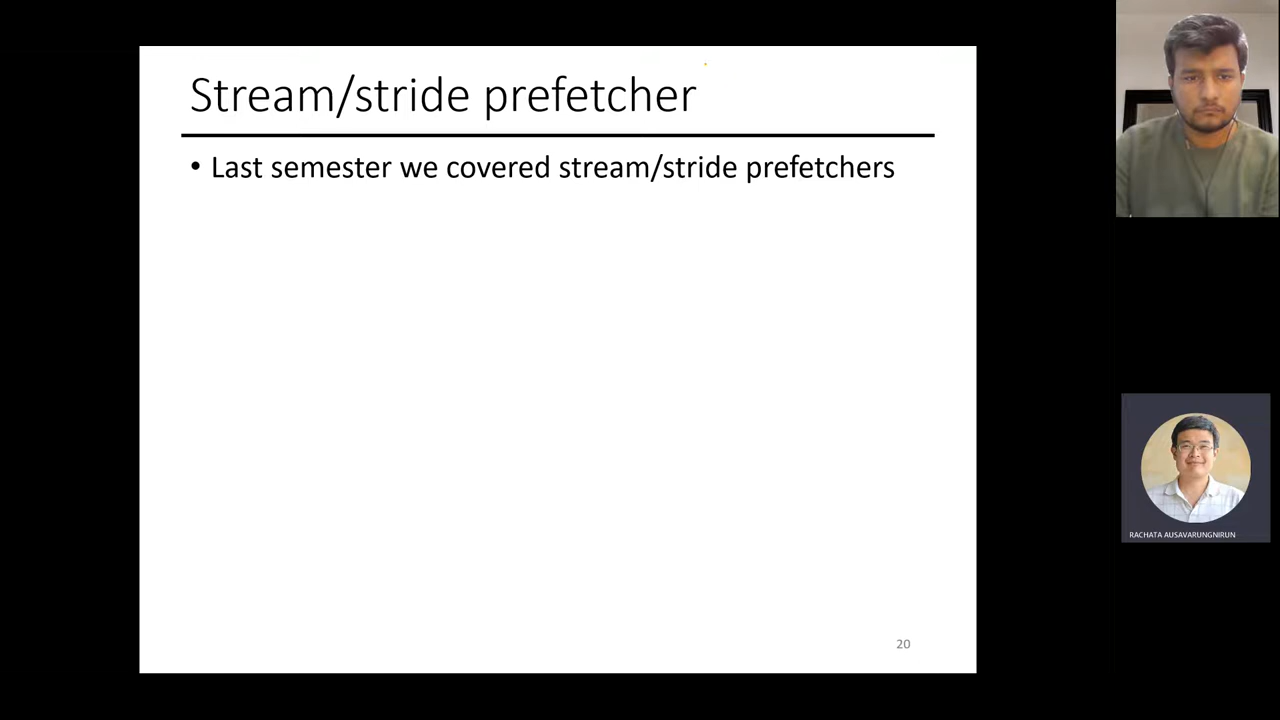 Stream/stride prefetcher
• Last semester we covered stream/stride prefetchers
20
RACHATA AUSAVARUNGNIRUN